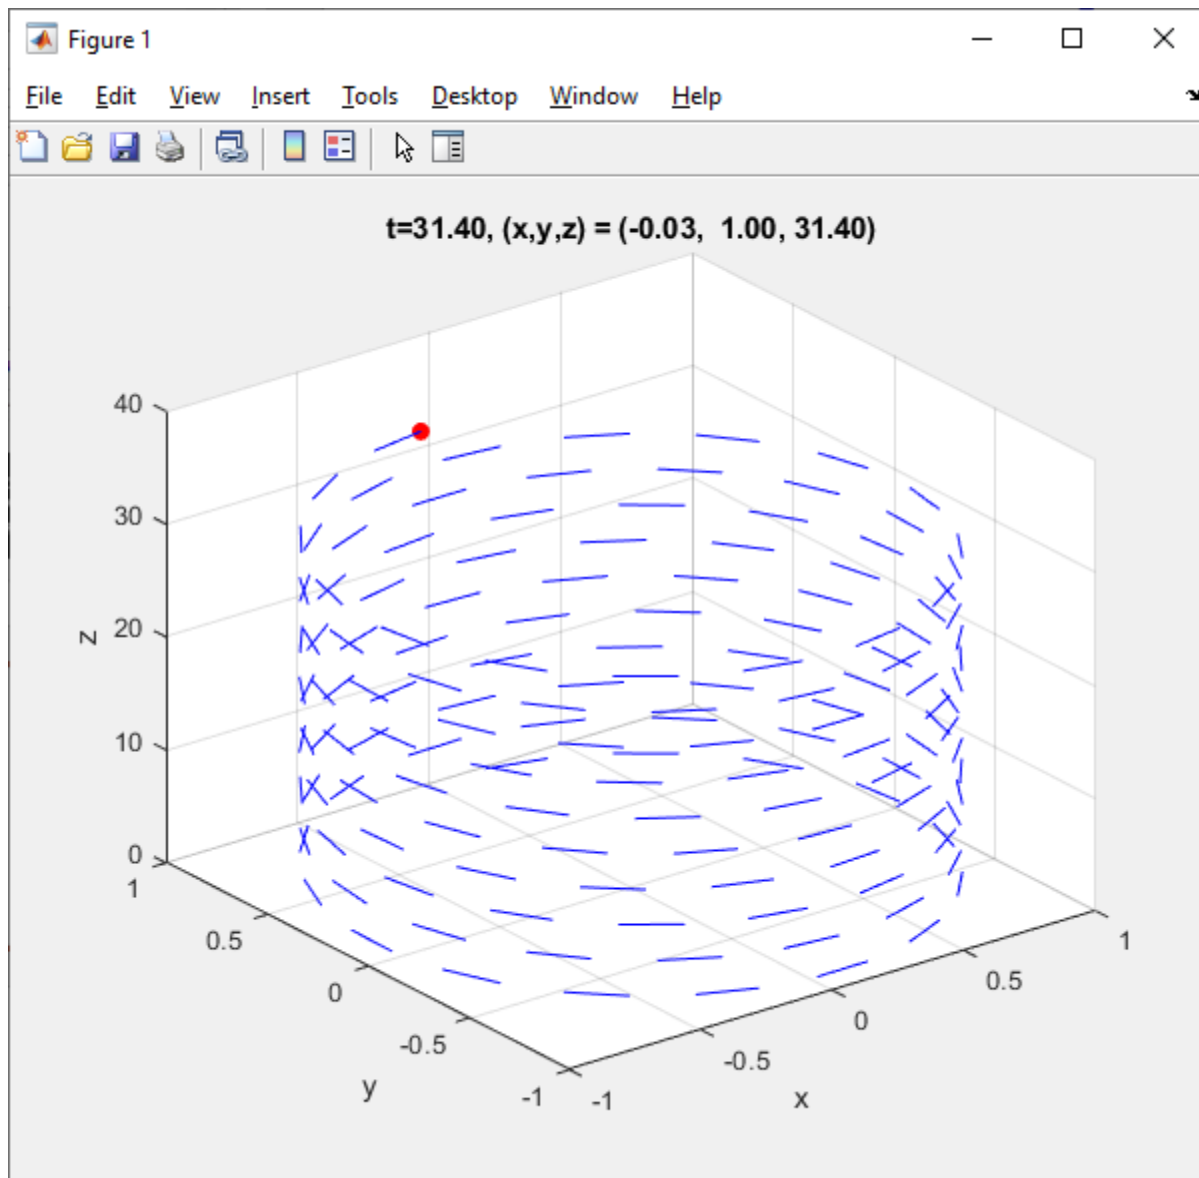 Figure 1
File Edit View Insert Tools Desktop Window Help
t=31.40, (x,y,z) = (-0.03,  1.00, 31.40)
40
30
20
10
0
z
1
0.5
0
-0.5
-1
y
-1
-0.5
0
0.5
1
x